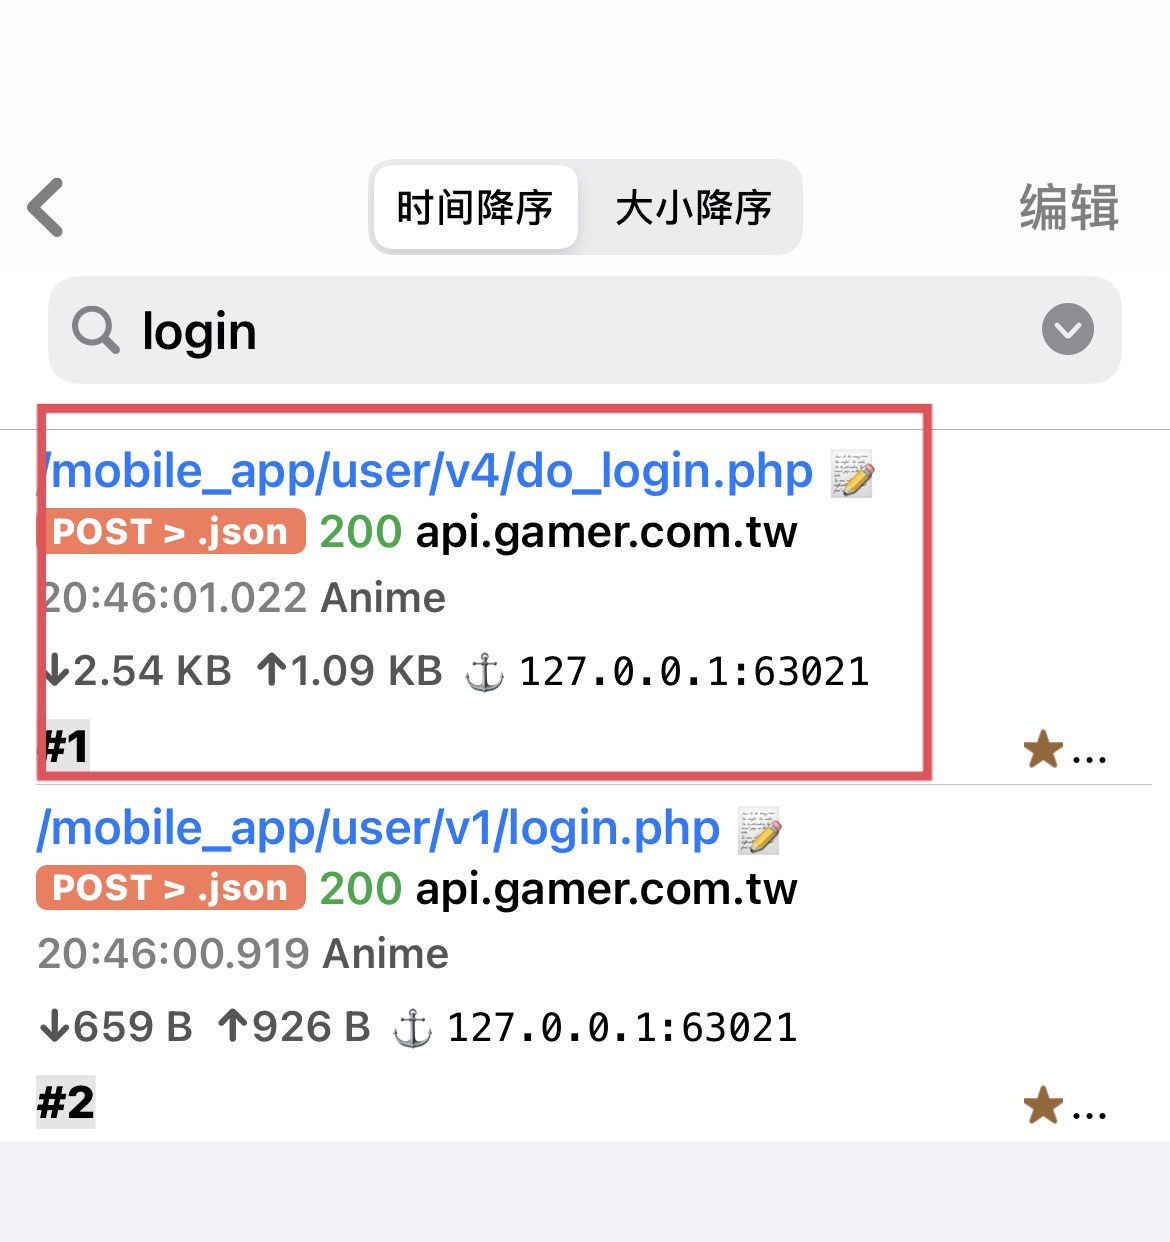 时间降序 大小降序 编辑
login
/mobile_app/user/v4/do_login.php
POST > .json 200 api.gamer.com.tw
20:46:01.022 Anime
↓2.54 KB ↑1.09 KB ⚓ 127.0.0.1:63021
#1 ★...
/mobile_app/user/v1/login.php
POST > .json 200 api.gamer.com.tw
20:46:00.919 Anime
↓659 B ↑926 B ⚓ 127.0.0.1:63021
#2 ★...